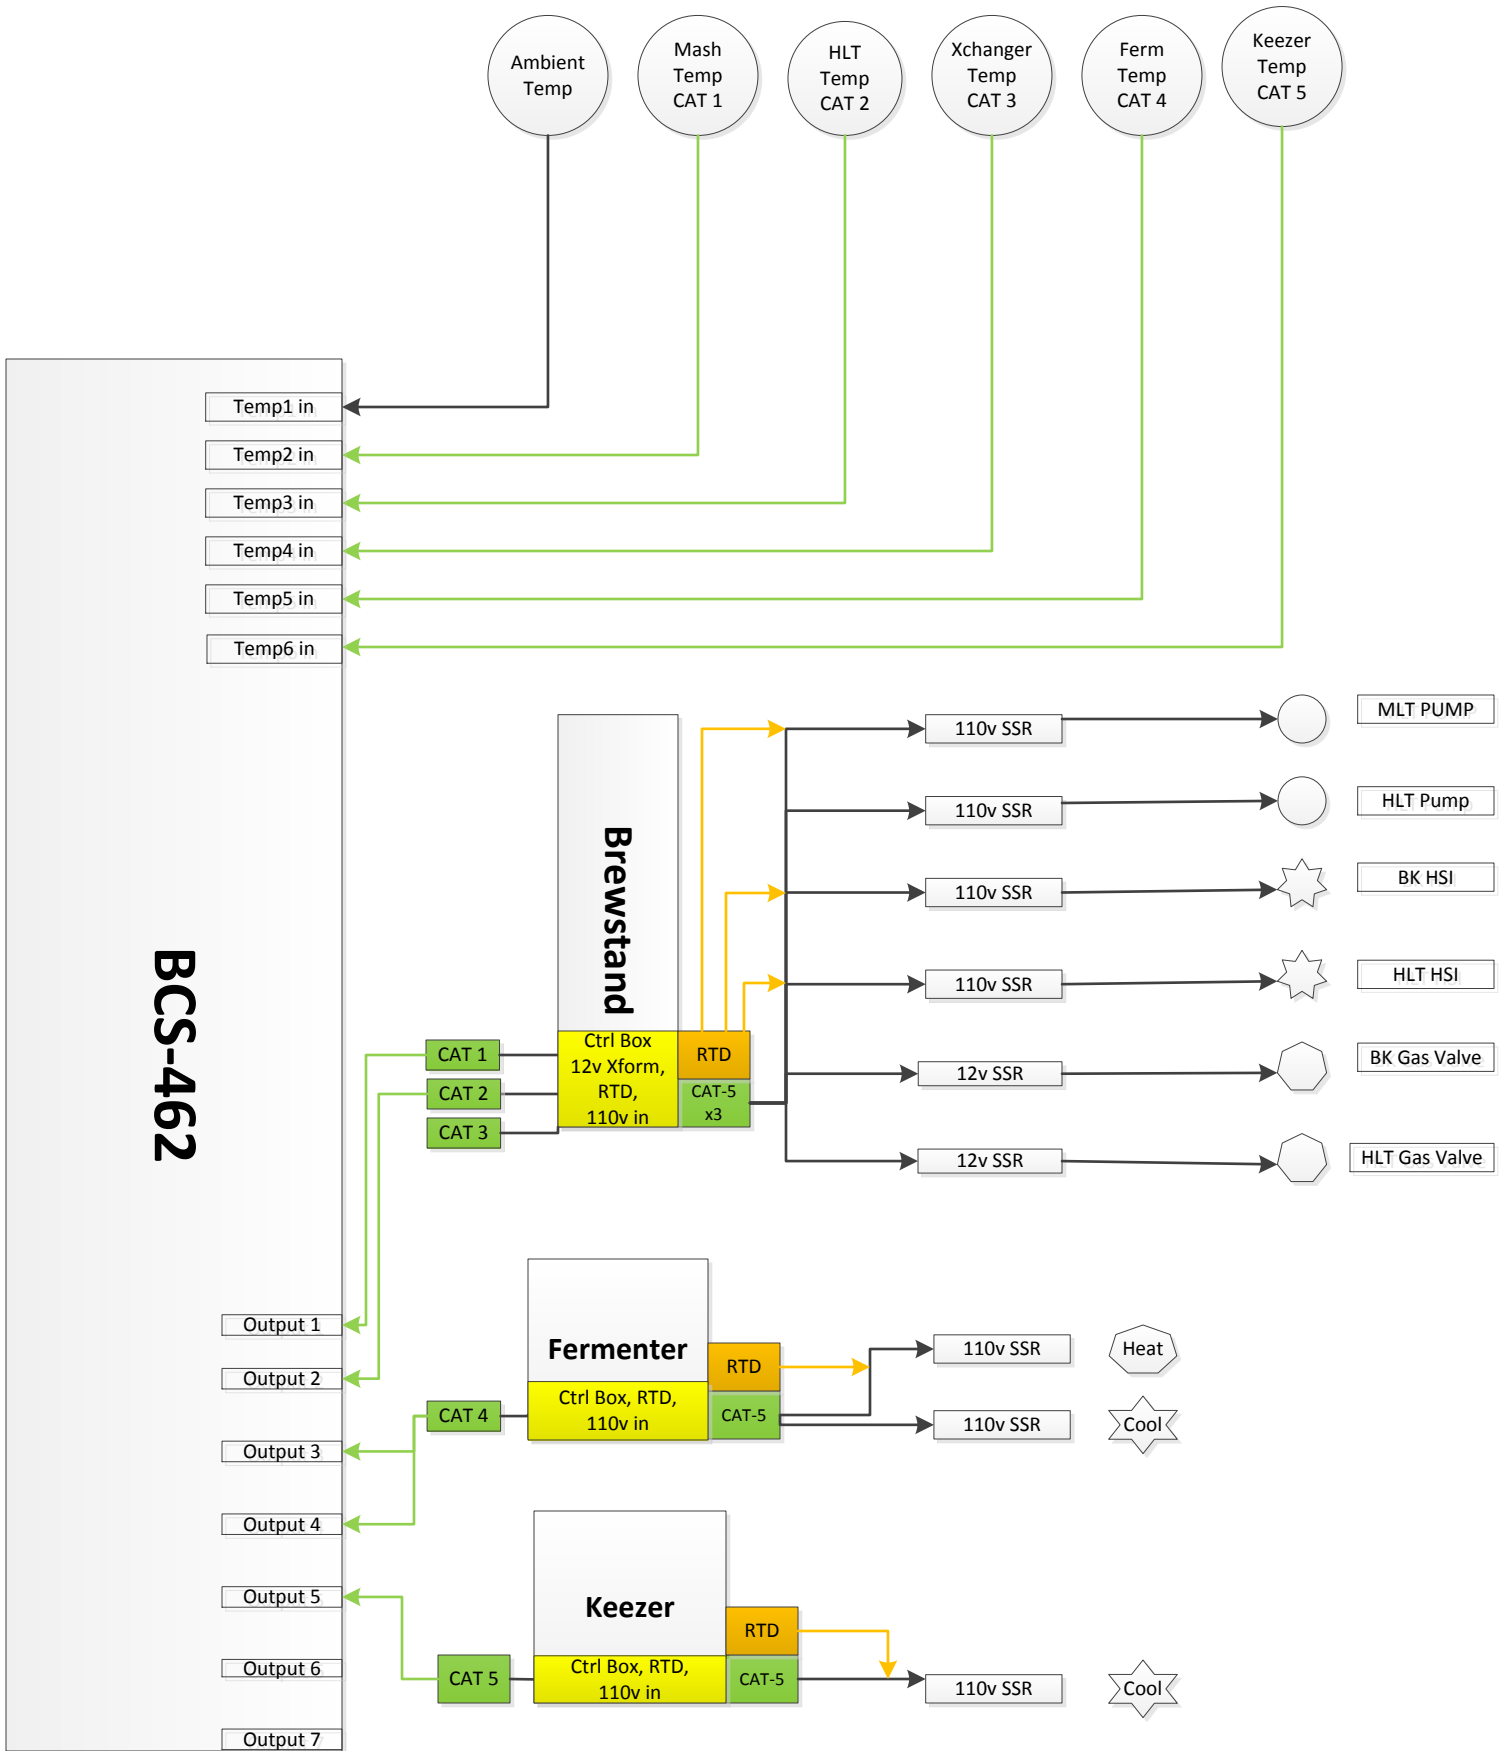 Ambient
Temp
Mash
Temp
CAT 1
HLT
Temp
CAT 2
Xchanger
Temp
CAT 3
Ferm
Temp
CAT 4
Keezer
Temp
CAT 5
BCS-462
Temp1 in
Temp2 in
Temp3 in
Temp4 in
Temp5 in
Temp6 in
Brewstand
110v SSR
MLT PUMP
110v SSR
HLT Pump
110v SSR
BK HSI
110v SSR
HLT HSI
CAT 1
CAT 2
CAT 3
Ctrl Box
12v Xform,
RTD,
110v in
RTD
CAT-5
x3
12v SSR
BK Gas Valve
12v SSR
HLT Gas Valve
Output 1
Output 2
Output 3
Output 4
Output 5
Output 6
Output 7
Fermenter
CAT 4
Ctrl Box, RTD,
110v in
RTD
CAT-5
110v SSR
Heat
110v SSR
Cool
Keezer
CAT 5
Ctrl Box, RTD,
110v in
RTD
CAT-5
110v SSR
Cool